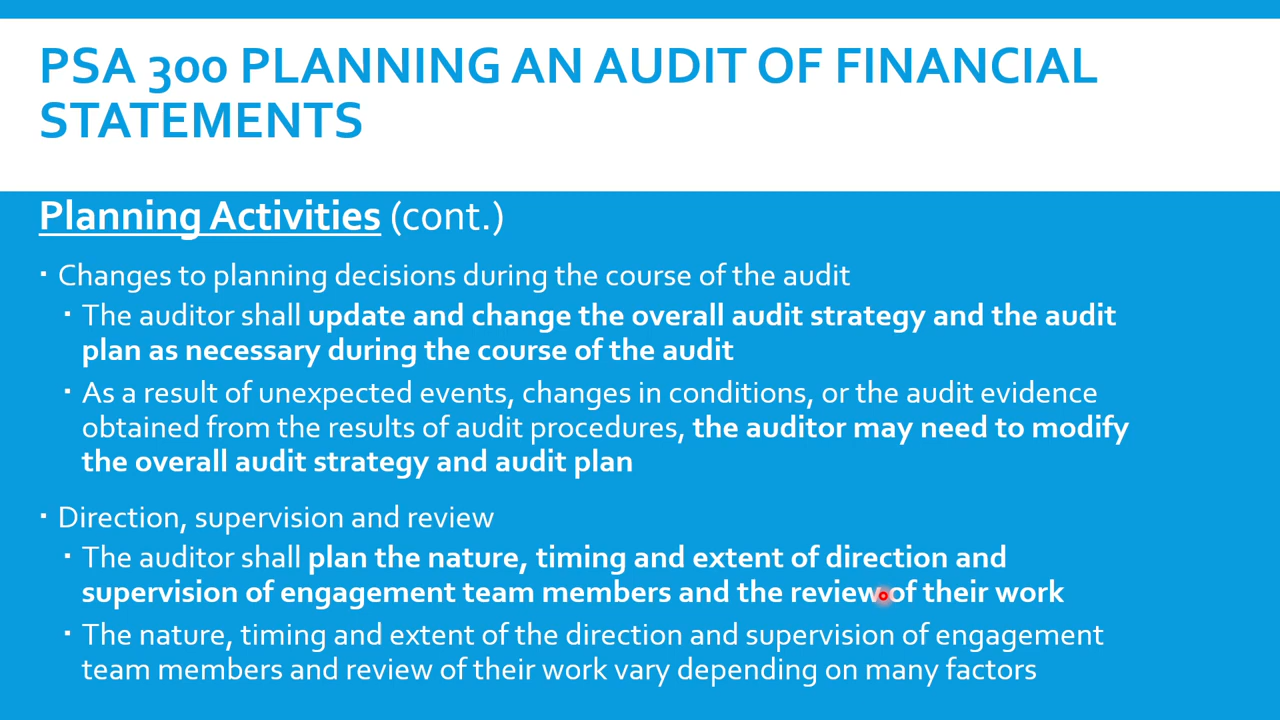 PSA 300 PLANNING AN AUDIT OF FINANCIAL
STATEMENTS
Planning Activities (cont.)
▪ Changes to planning decisions during the course of the audit
▪ The auditor shall update and change the overall audit strategy and the audit
plan as necessary during the course of the audit
▪ As a result of unexpected events, changes in conditions, or the audit evidence
obtained from the results of audit procedures, the auditor may need to modify
the overall audit strategy and audit plan
▪ Direction, supervision and review
▪ The auditor shall plan the nature, timing and extent of direction and
supervision of engagement team members and the review of their work
▪ The nature, timing and extent of the direction and supervision of engagement
team members and review of their work vary depending on many factors